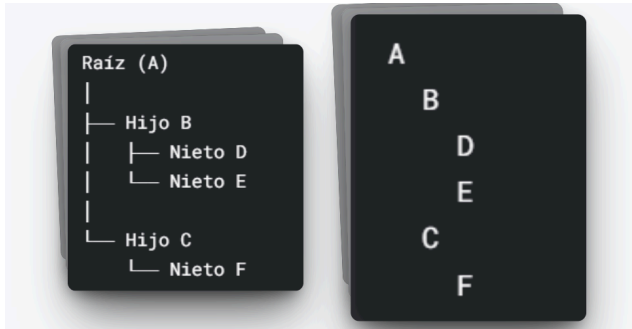 Raíz (A)
│
├── Hijo B
│   ├── Nieto D
│   └── Nieto E
│
└── Hijo C
    └── Nieto F
A
B
D
E
C
F